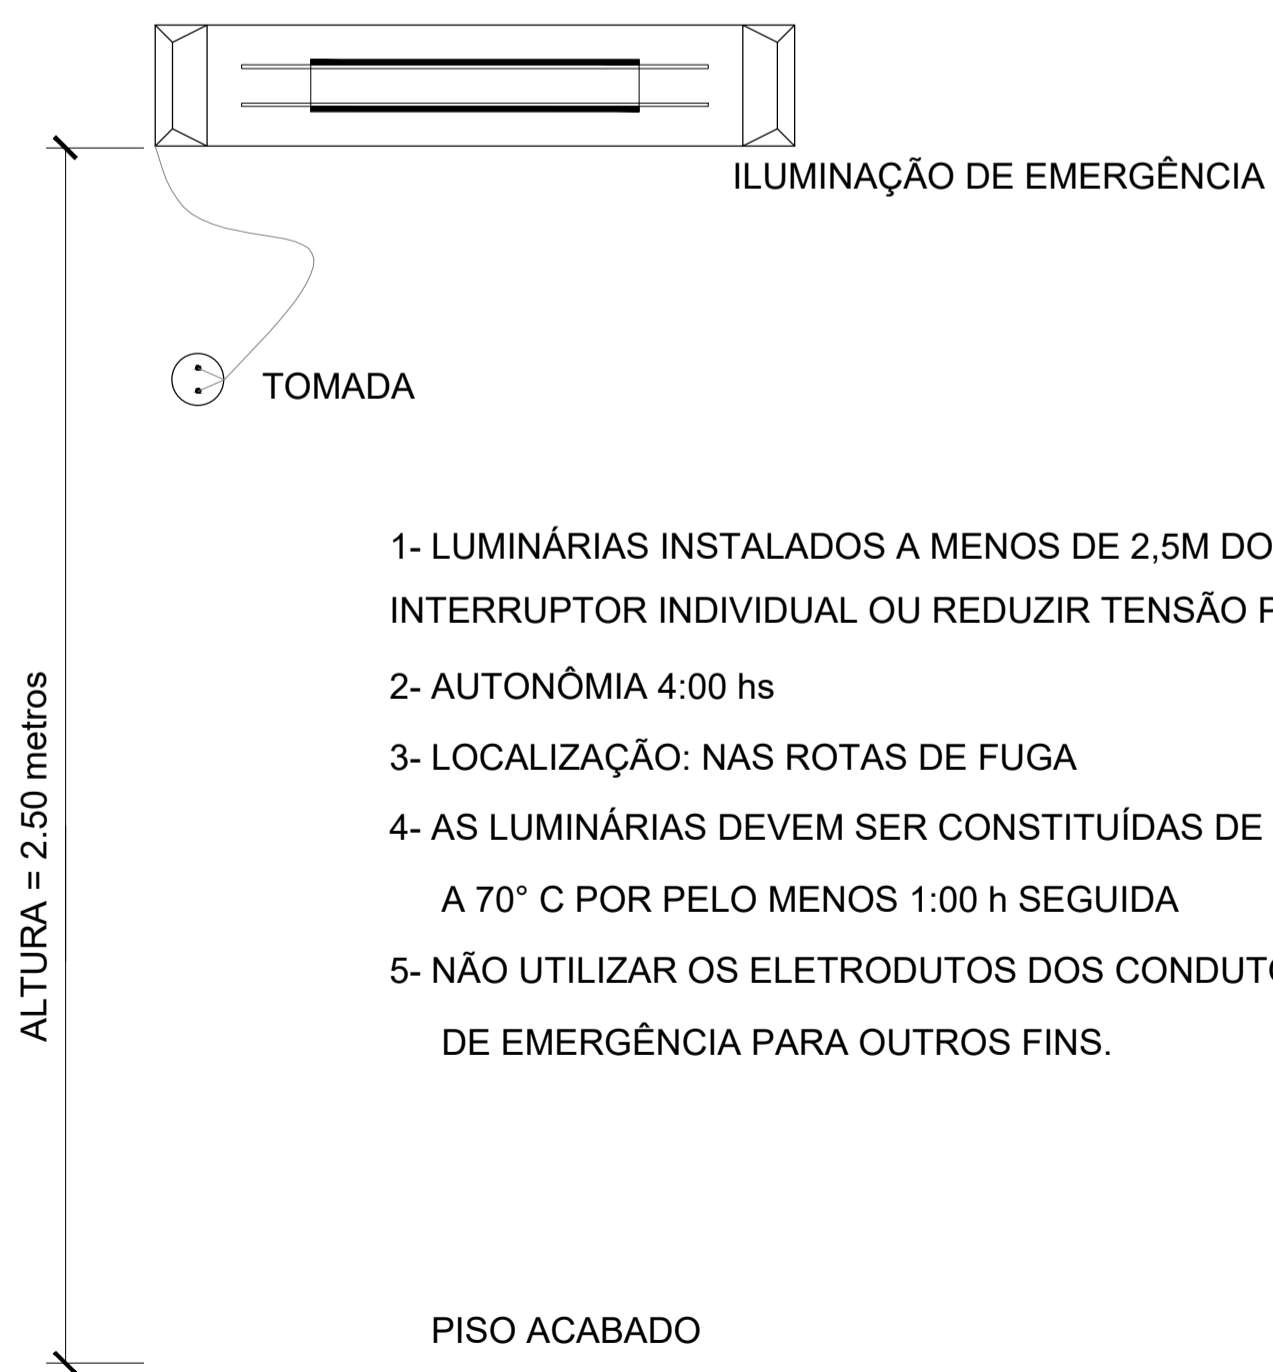 ILUMINAÇÃO DE EMERGÊNCIA
TOMADA
1- LUMINÁRIAS INSTALADOS A MENOS DE 2,5M DO
INTERRUPTOR INDIVIDUAL OU REDUZIR TENSÃO
2- AUTONÔMIA 4:00 hs
3- LOCALIZAÇÃO: NAS ROTAS DE FUGA
4- AS LUMINÁRIAS DEVEM SER CONSTITUÍDAS DE
A 70° C POR PELO MENOS 1:00 h SEGUIDA
5- NÃO UTILIZAR OS ELETRODUTOS DOS
DE EMERGÊNCIA PARA OUTROS FINS.
ALTURA = 2.50 metros
PISO ACABADO